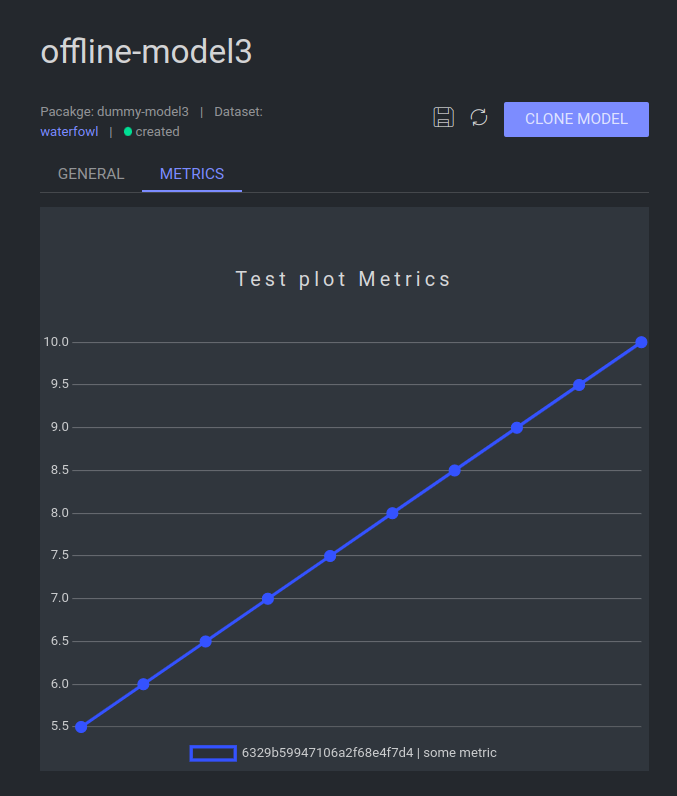 offline-model3
Pacakge: dummy-model3 | Dataset:
waterfowl | created
CLONE MODEL
GENERAL METRICS
Test plot Metrics
10.0
9.5
9.0
8.5
8.0
7.5
7.0
6.5
6.0
5.5
6329b59947106a2f68e4f7d4 | some metric